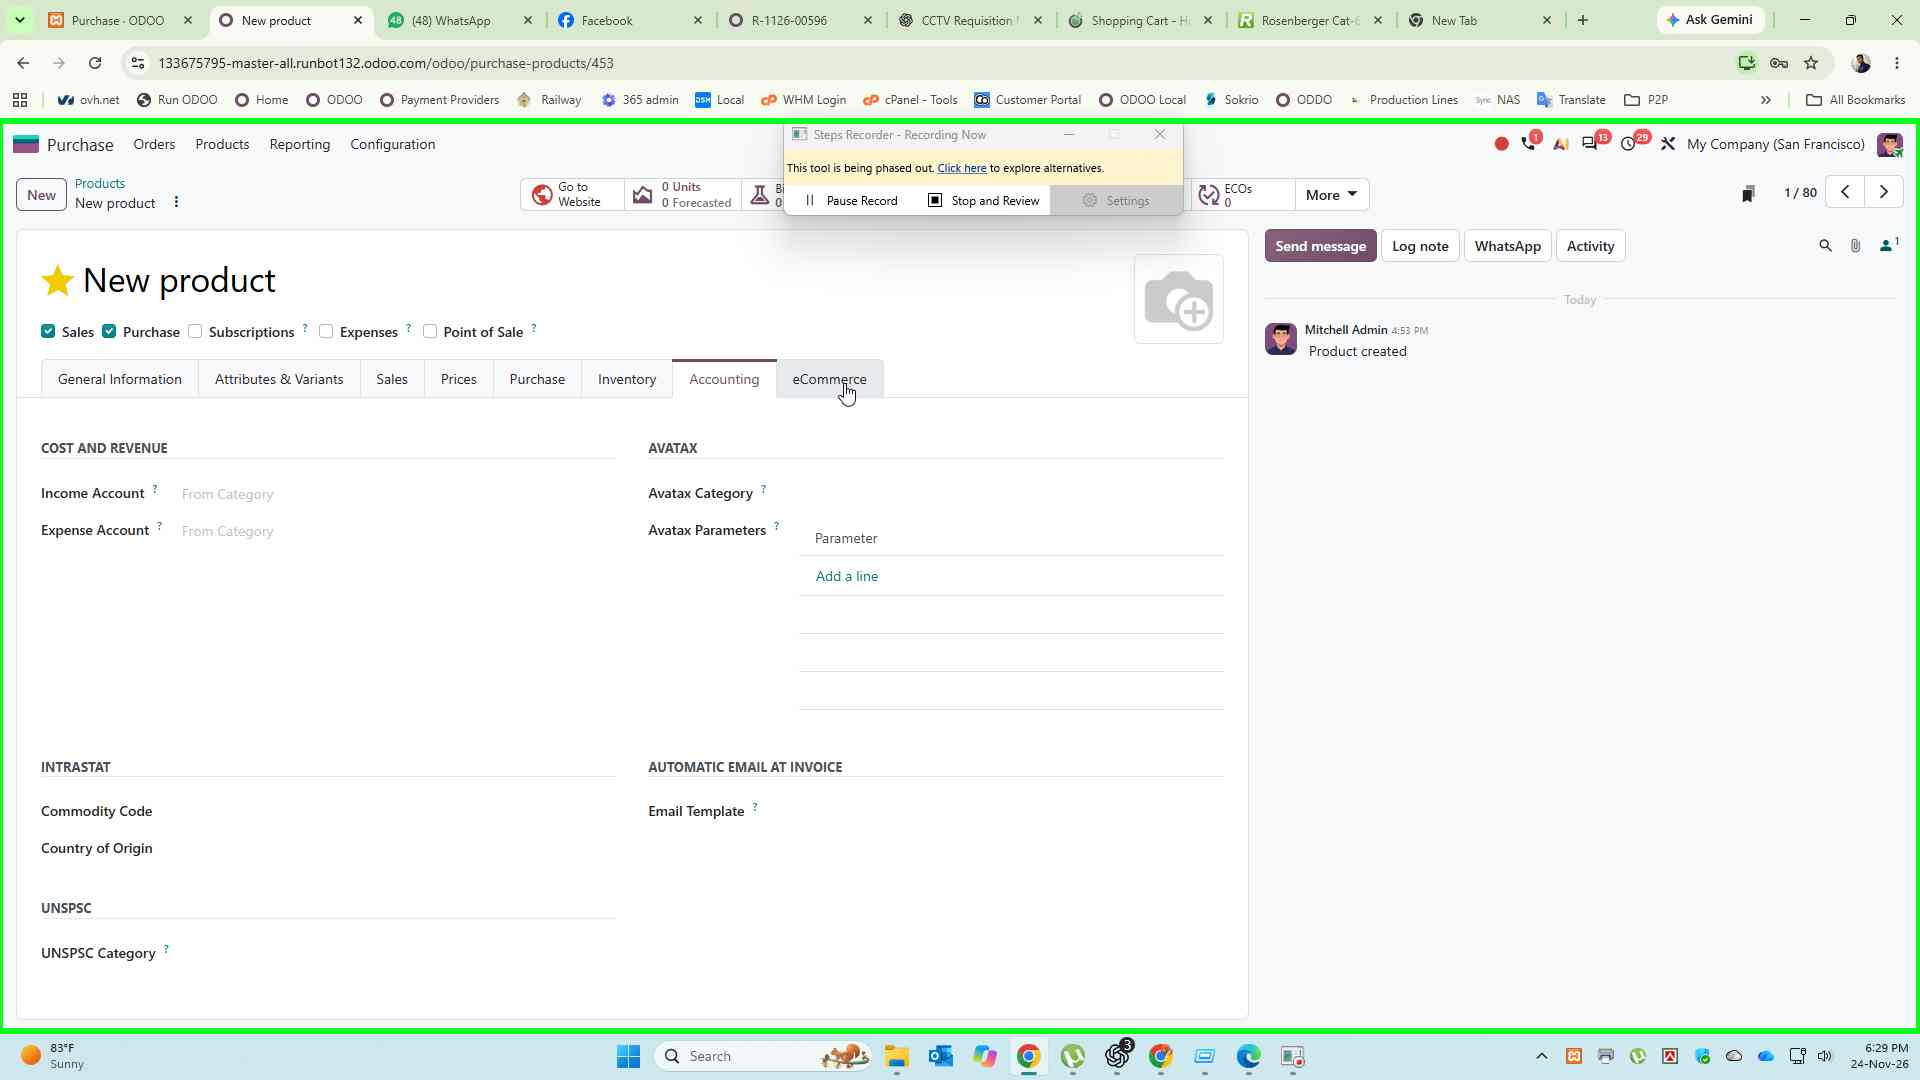 Purchase - ODOO
New product
(48) WhatsApp
Facebook
R-1126-00596
CCTV Requisition
Shopping Cart - H
Rosenberger Cat-6
New Tab
Ask Gemini
133675795-master-all.runbot132.odoo.com/odoo/purchase-products/453
ovh.net
Run ODOO
Home
ODOO
Payment Providers
Railway
365 admin
Local
WHM Login
cPanel - Tools
Customer Portal
ODOO Local
Sokrio
ODDO
Production Lines
NAS
Translate
P2P
All Bookmarks
Purchase
Orders
Products
Reporting
Configuration
Steps Recorder - Recording Now
This tool is being phased out. Click here to explore alternatives.
Pause Record
Stop and Review
Settings
1
13
29
My Company (San Francisco)
New
Products
New product
Go to
Website
0 Units
0 Forecasted
ECOs
0
More
1 / 80
New product
Sales
Purchase
Subscriptions ?
Expenses ?
Point of Sale ?
Send message
Log note
WhatsApp
Activity
1
Today
Mitchell Admin 4:53 PM
Product created
General Information
Attributes & Variants
Sales
Prices
Purchase
Inventory
Accounting
eCommerce
COST AND REVENUE
Income Account ? From Category
Expense Account ? From Category
AVATAX
Avatax Category ?
Avatax Parameters ?
Parameter
Add a line
INTRASTAT
Commodity Code
Country of Origin
AUTOMATIC EMAIL AT INVOICE
Email Template ?
UNSPSC
UNSPSC Category ?
83°F
Sunny
Search
3
6:29 PM
24-Nov-26